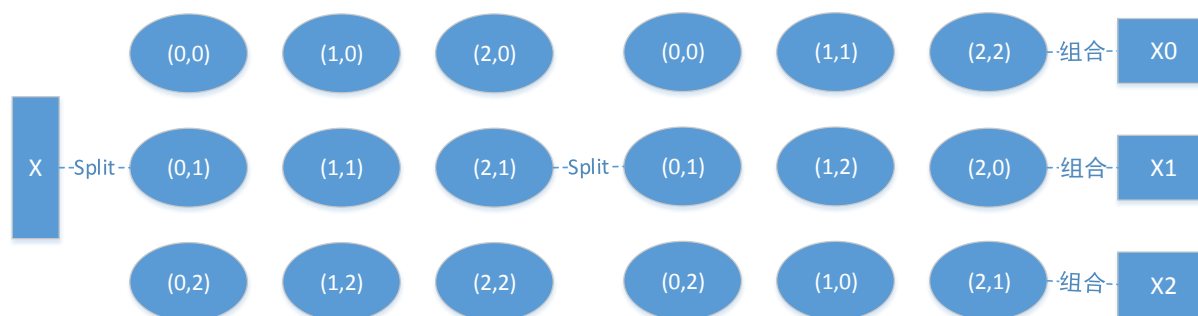 (0,0) (1,0) (2,0) (0,0) (1,1) (2,2) 组合 X0
X Split (0,1) (1,1) (2,1) Split (0,1) (1,2) (2,0) 组合 X1
(0,2) (1,2) (2,2) (0,2) (1,0) (2,1) 组合 X2